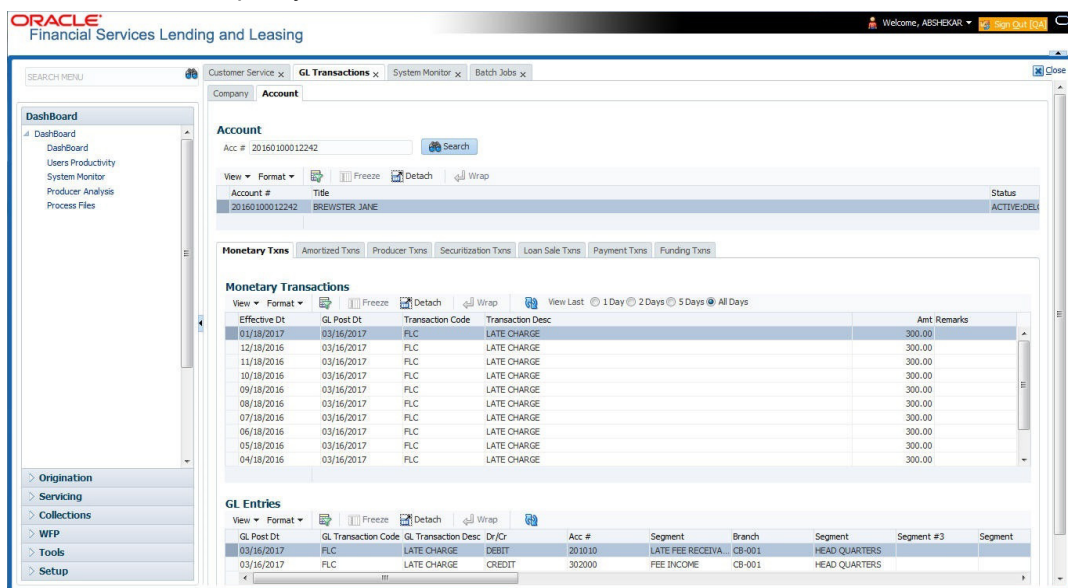 ORACLE
Financial Services Lending and Leasing
Welcome, ABSHEKAR
Sign Out [QA]
SEARCH MENU
Customer Service x GL Transactions x System Monitor x Batch Jobs x
Close
Company Account
DashBoard
DashBoard
DashBoard
Users Productivity
System Monitor
Producer Analysis
Process Files
Origination
Servicing
Collections
WFP
Tools
Setup
Account
Acc # 20160100012242 Search
View Format Freeze Detach Wrap
Account # Title Status
20160100012242 BREWSTER JANE ACTIVE:DELQ
Monetary Txns Amortized Txns Producer Txns Securitization Txns Loan Sale Txns Payment Txns Funding Txns
Monetary Transactions
View Format Freeze Detach Wrap View Last 1 Day 2 Days 5 Days All Days
Effective Dt GL Post Dt Transaction Code Transaction Desc Amt Remarks
01/18/2017 03/16/2017 FLC LATE CHARGE 300.00
12/18/2016 03/16/2017 FLC LATE CHARGE 300.00
11/18/2016 03/16/2017 FLC LATE CHARGE 300.00
10/18/2016 03/16/2017 FLC LATE CHARGE 300.00
09/18/2016 03/16/2017 FLC LATE CHARGE 300.00
08/18/2016 03/16/2017 FLC LATE CHARGE 300.00
07/18/2016 03/16/2017 FLC LATE CHARGE 300.00
06/18/2016 03/16/2017 FLC LATE CHARGE 300.00
05/18/2016 03/16/2017 FLC LATE CHARGE 300.00
04/18/2016 03/16/2017 FLC LATE CHARGE 300.00
GL Entries
View Format Freeze Detach Wrap
GL Post Dt GL Transaction Code GL Transaction Desc Dr/Cr Acc # Segment Branch Segment Segment #3 Segment
03/16/2017 FLC LATE CHARGE DEBIT 201010 LATE FEE RECEIVA... CB-001 HEAD QUARTERS
03/16/2017 FLC LATE CHARGE CREDIT 302000 FEE INCOME CB-001 HEAD QUARTERS